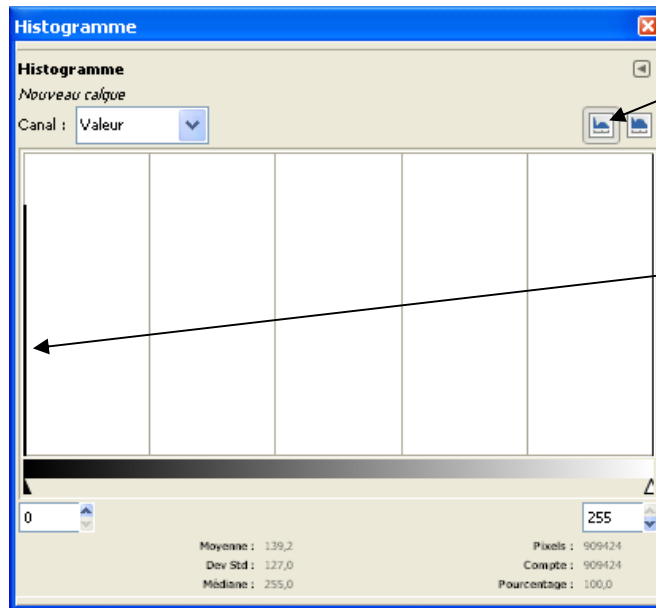 Histogramme
Histogramme
Nouveau calque
Canal : Valeur
0 255
Moyenne : 139,2 Pixels : 909424
Dev Std : 127,0 Compte : 909424
Médiane : 255,0 Pourcentage : 100,0